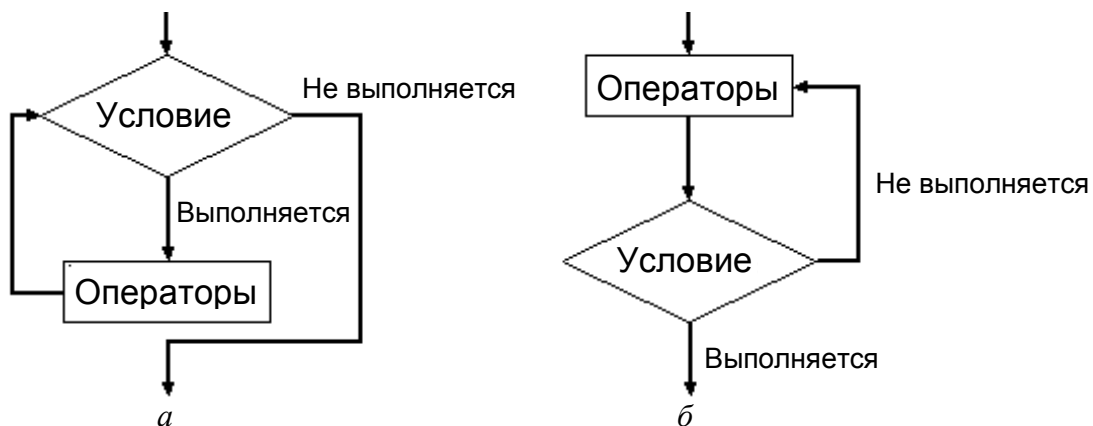 Условие
Не выполняется
Выполняется
Операторы
а
Операторы
Не выполняется
Условие
Выполняется
б